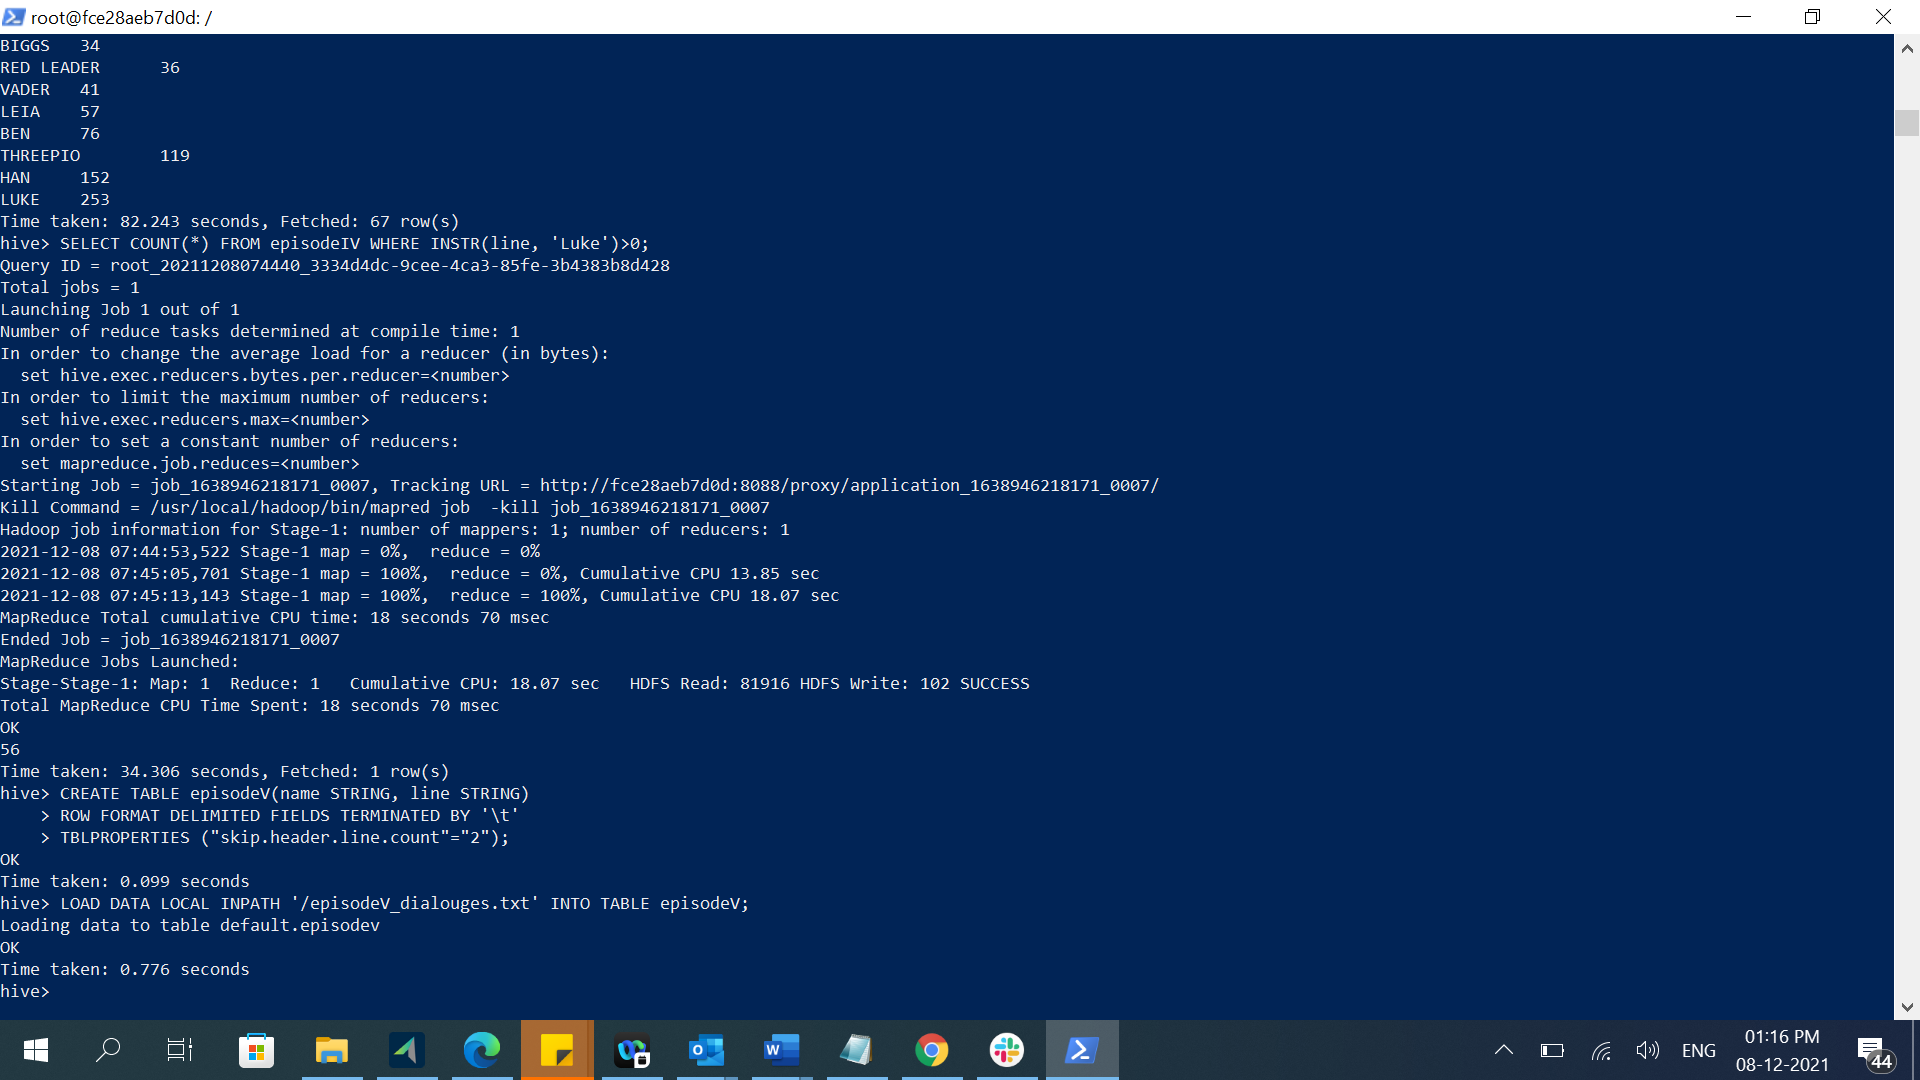 root@fce28aeb7d0d: /
BIGGS   34
RED LEADER      36
VADER   41
LEIA    57
BEN     76
THREEPIO        119
HAN     152
LUKE    253
Time taken: 82.243 seconds, Fetched: 67 row(s)
hive> SELECT COUNT(*) FROM episodeIV WHERE INSTR(line, 'Luke')>0;
Query ID = root_20211208074440_3334d4dc-9cee-4ca3-85fe-3b4383b8d428
Total jobs = 1
Launching Job 1 out of 1
Number of reduce tasks determined at compile time: 1
In order to change the average load for a reducer (in bytes):
  set hive.exec.reducers.bytes.per.reducer=<number>
In order to limit the maximum number of reducers:
  set hive.exec.reducers.max=<number>
In order to set a constant number of reducers:
  set mapreduce.job.reduces=<number>
Starting Job = job_1638946218171_0007, Tracking URL = http://fce28aeb7d0d:8088/proxy/application_1638946218171_0007/
Kill Command = /usr/local/hadoop/bin/mapred job  -kill job_1638946218171_0007
Hadoop job information for Stage-1: number of mappers: 1; number of reducers: 1
2021-12-08 07:44:53,522 Stage-1 map = 0%,  reduce = 0%
2021-12-08 07:45:05,701 Stage-1 map = 100%,  reduce = 0%, Cumulative CPU 13.85 sec
2021-12-08 07:45:13,143 Stage-1 map = 100%,  reduce = 100%, Cumulative CPU 18.07 sec
MapReduce Total cumulative CPU time: 18 seconds 70 msec
Ended Job = job_1638946218171_0007
MapReduce Jobs Launched:
Stage-Stage-1: Map: 1  Reduce: 1   Cumulative CPU: 18.07 sec   HDFS Read: 81916 HDFS Write: 102 SUCCESS
Total MapReduce CPU Time Spent: 18 seconds 70 msec
OK
56
Time taken: 34.306 seconds, Fetched: 1 row(s)
hive> CREATE TABLE episodeV(name STRING, line STRING)
    > ROW FORMAT DELIMITED FIELDS TERMINATED BY '\t'
    > TBLPROPERTIES ("skip.header.line.count"="2");
OK
Time taken: 0.099 seconds
hive> LOAD DATA LOCAL INPATH '/episodeV_dialouges.txt' INTO TABLE episodeV;
Loading data to table default.episodev
OK
Time taken: 0.776 seconds
hive>
ENG
01:16 PM
08-12-2021
44